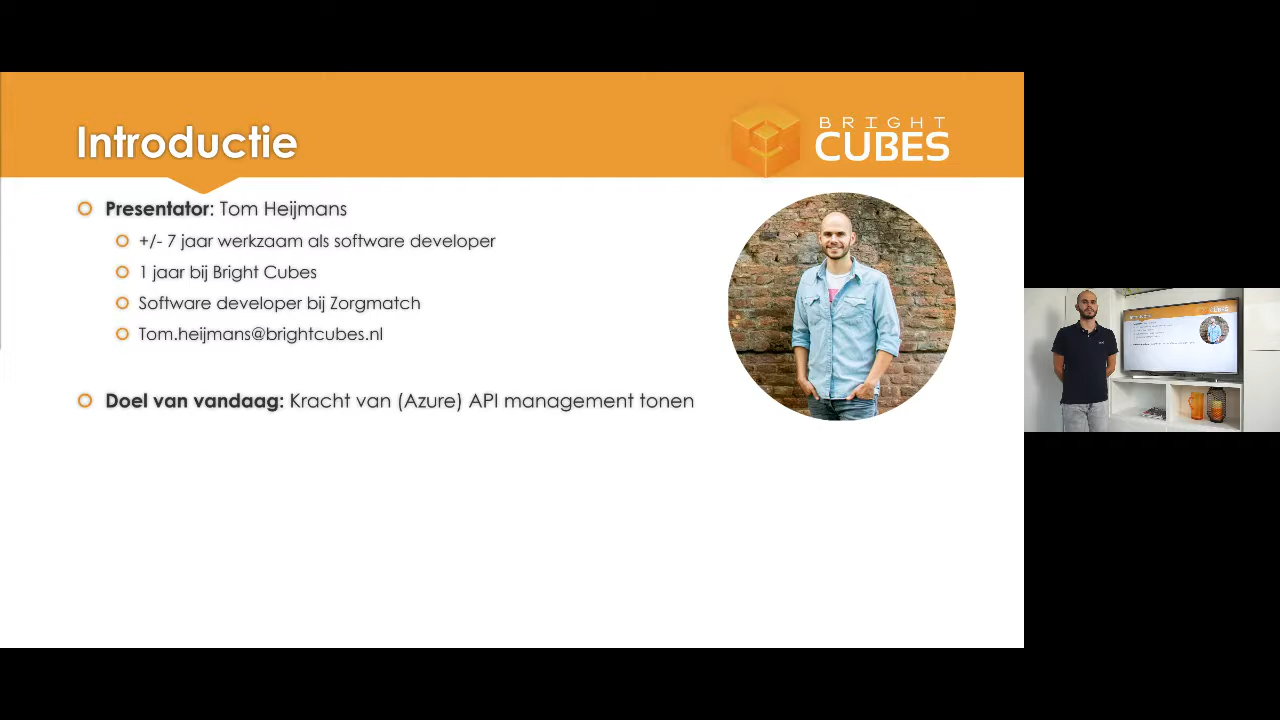 Introductie
BRIGHT
CUBES
Presentator: Tom Heijmans
+/- 7 jaar werkzaam als software developer
1 jaar bij Bright Cubes
Software developer bij Zorgmatch
Tom.heijmans@brightcubes.nl
Doel van vandaag: Kracht van (Azure) API management tonen